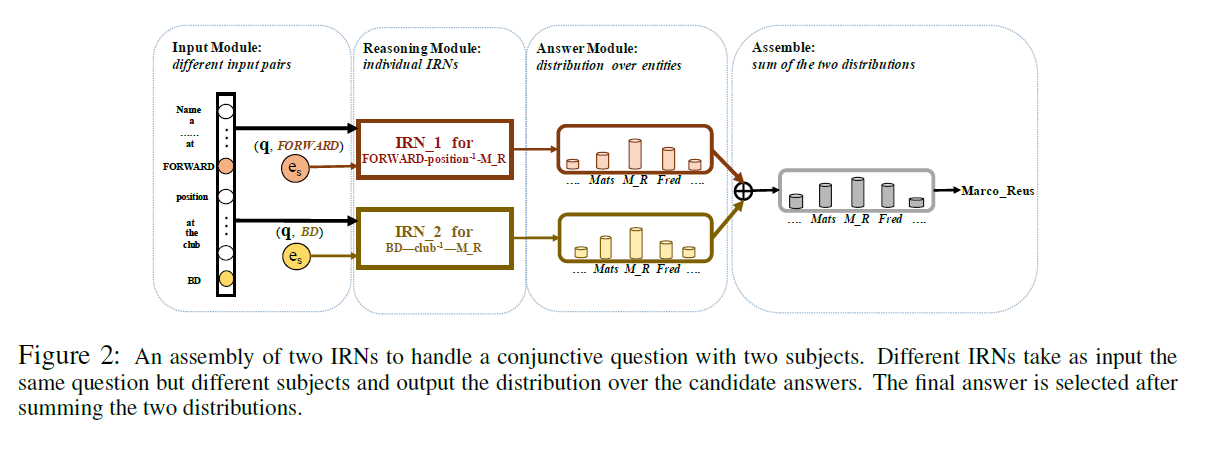 Input Module:
different input pairs
Reasoning Module:
individual IRNs
Answer Module:
distribution over entities
Assemble:
sum of the two distributions
Name
a
......
at
FORWARD
position
at
the
club
BD
(q, FORWARD)
es
(q, BD)
es
IRN_1 for
FORWARD-position⁻¹-M_R
IRN_2 for
BD—club⁻¹—M_R
.... Mats M_R Fred ....
.... Mats M_R Fred ....
.... Mats M_R Fred ....
Marco_Reus
Figure 2: An assembly of two IRNs to handle a conjunctive question with two subjects. Different IRNs take as input the
same question but different subjects and output the distribution over the candidate answers. The final answer is selected after
summing the two distributions.